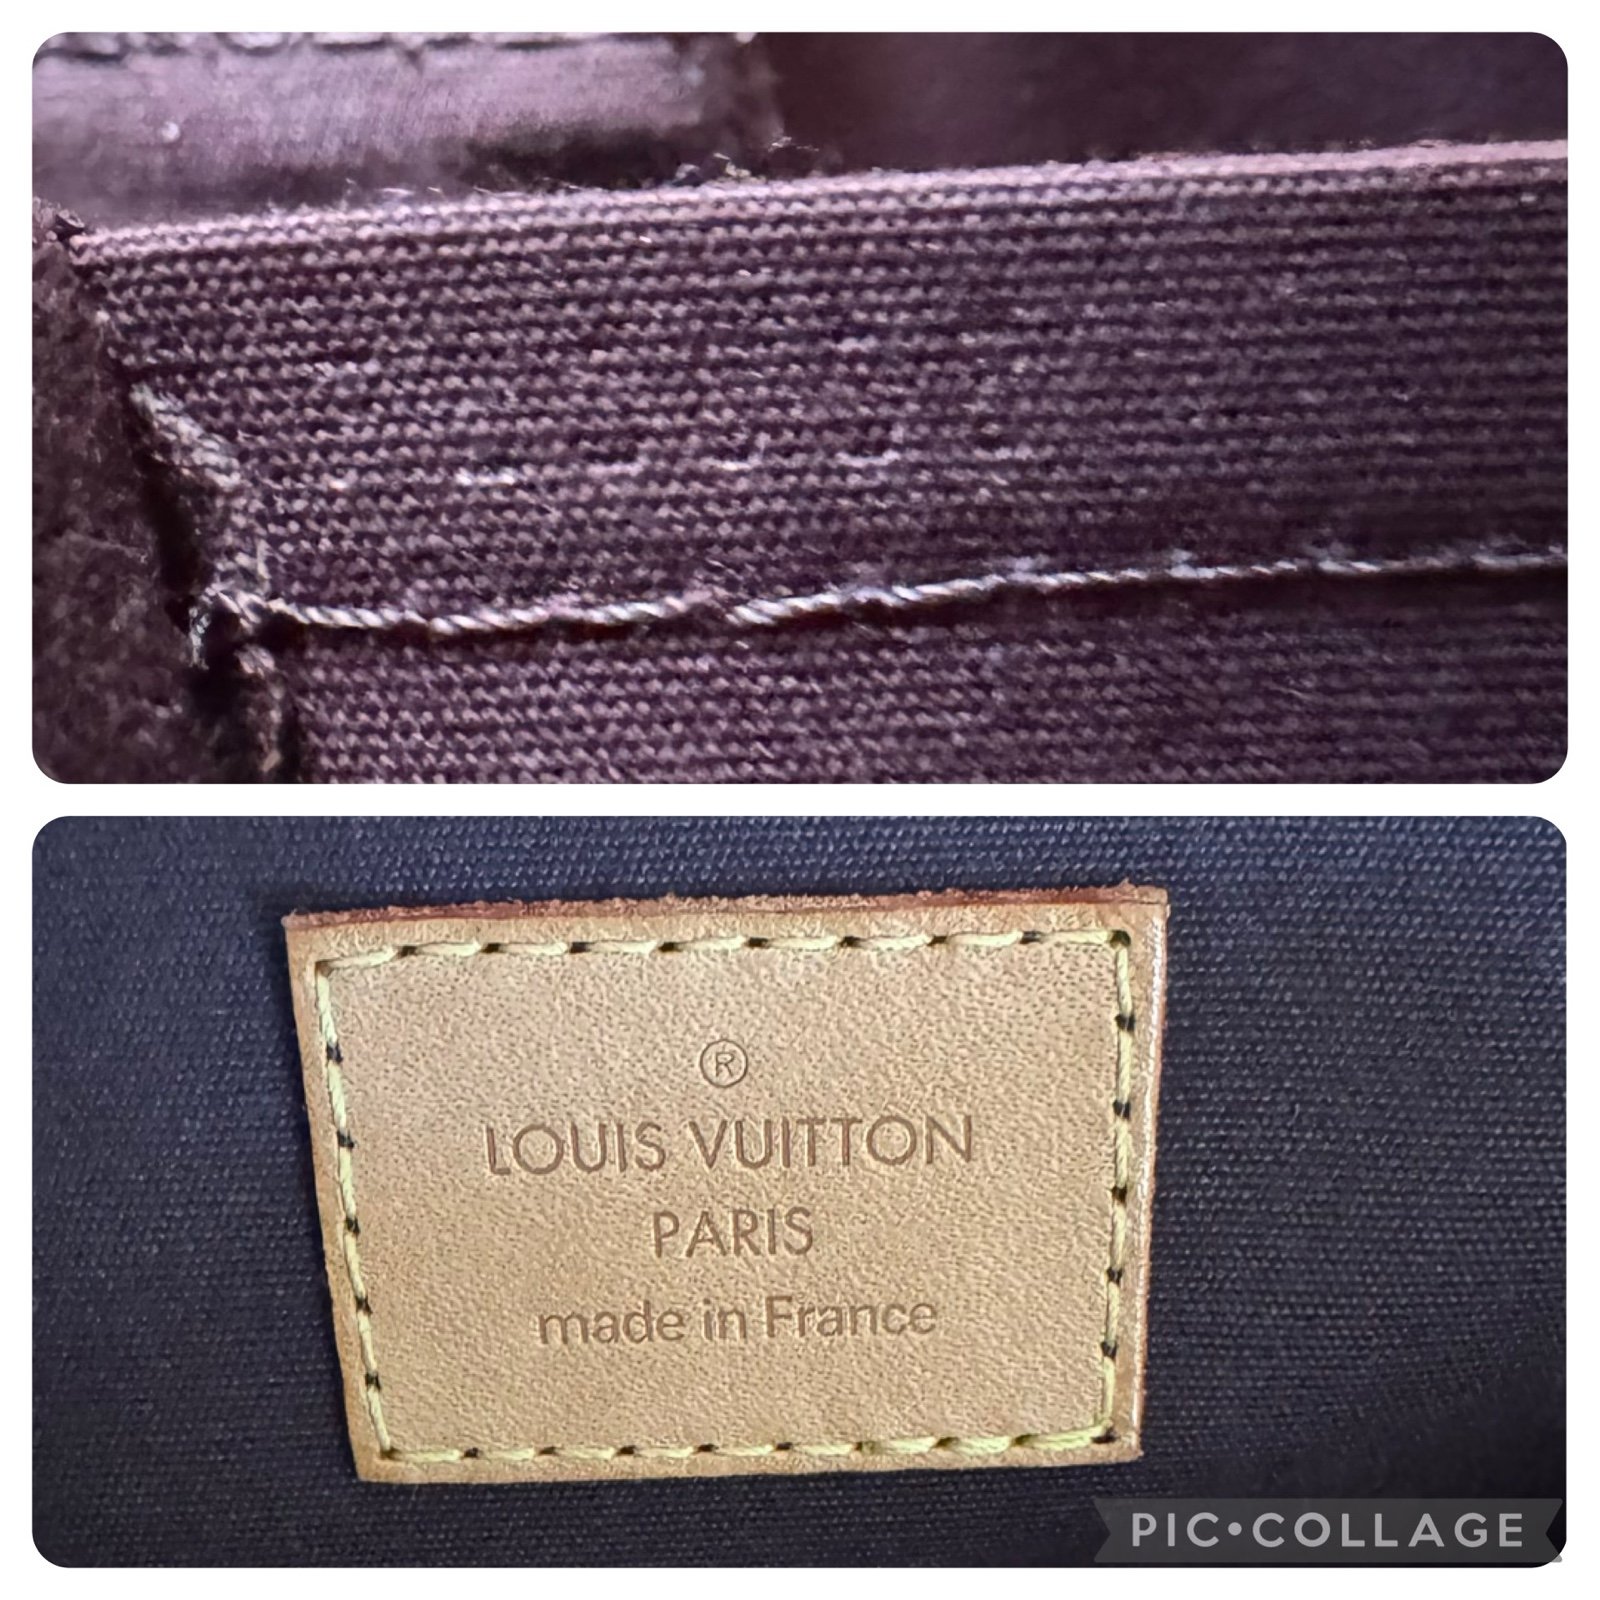 ®
LOUIS VUITTON
PARIS
made in France
PIC•COLLAGE